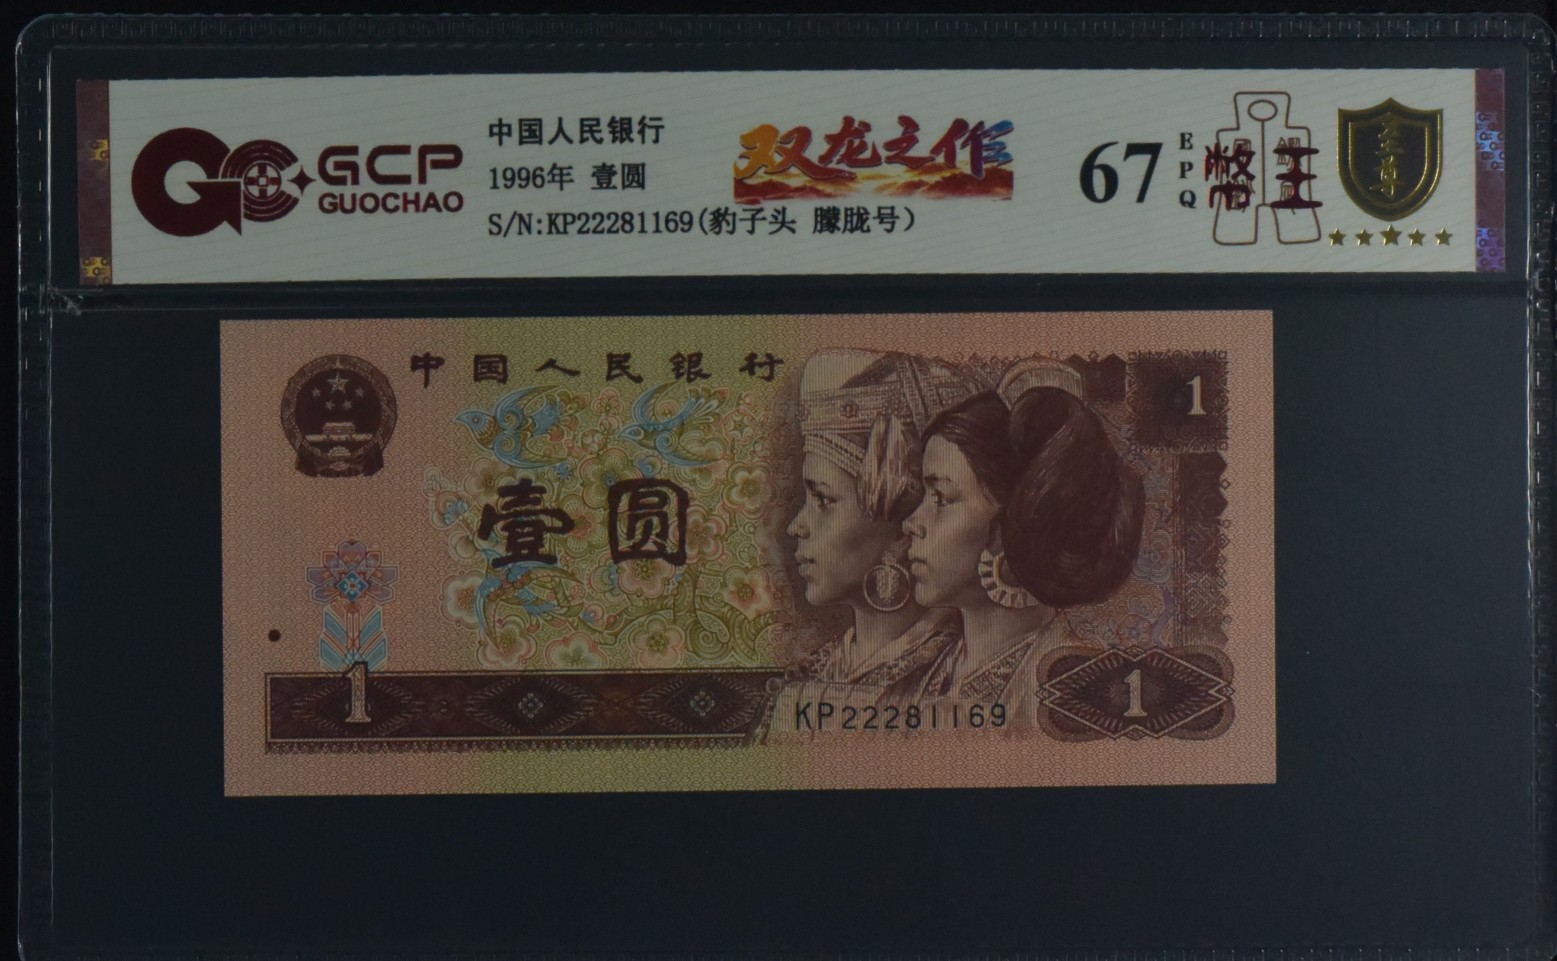 GCP
GUOCHAO
中国人民银行
1996年 壹圆
S/N:KP22281169(豹子头 朦胧号)
双龙之作
67
EPQ
至尊
中国人民银行
1
壹圆
1
KP22281169
1